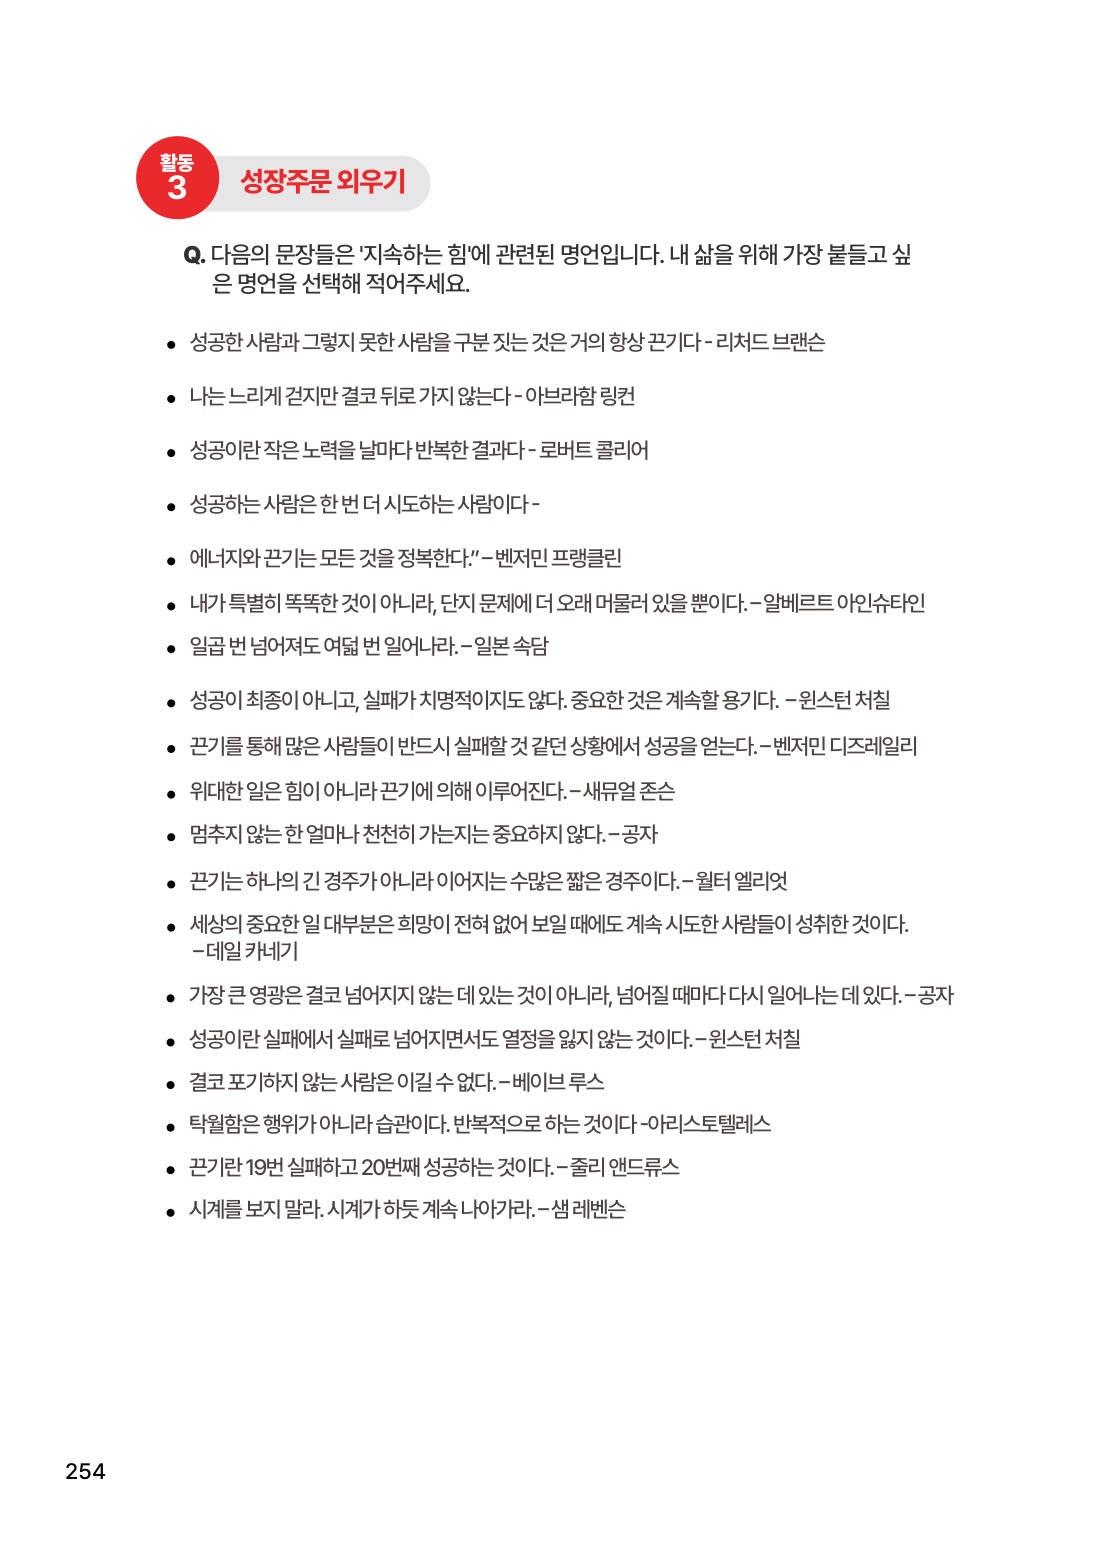 활동
3
성장주문 외우기
Q. 다음의 문장들은 '지속하는 힘'에 관련된 명언입니다. 내 삶을 위해 가장 붙들고 싶
은 명언을 선택해 적어주세요.
• 성공한 사람과 그렇지 못한 사람을 구분 짓는 것은 거의 항상 끈기다 - 리처드 브랜슨
• 나는 느리게 걷지만 결코 뒤로 가지 않는다 - 아브라함 링컨
• 성공이란 작은 노력을 날마다 반복한 결과다 - 로버트 콜리어
• 성공하는 사람은 한 번 더 시도하는 사람이다 -
• 에너지와 끈기는 모든 것을 정복한다.” – 벤저민 프랭클린
• 내가 특별히 똑똑한 것이 아니라, 단지 문제에 더 오래 머물러 있을 뿐이다. – 알베르트 아인슈타인
• 일곱 번 넘어져도 여덟 번 일어나라. – 일본 속담
• 성공이 최종이 아니고, 실패가 치명적이지도 않다. 중요한 것은 계속할 용기다. – 윈스턴 처칠
• 끈기를 통해 많은 사람들이 반드시 실패할 것 같던 상황에서 성공을 얻는다. – 벤저민 디즈레일리
• 위대한 일은 힘이 아니라 끈기에 의해 이루어진다. – 새뮤얼 존슨
• 멈추지 않는 한 얼마나 천천히 가는지는 중요하지 않다. – 공자
• 끈기는 하나의 긴 경주가 아니라 이어지는 수많은 짧은 경주이다. – 월터 엘리엇
• 세상의 중요한 일 대부분은 희망이 전혀 없어 보일 때에도 계속 시도한 사람들이 성취한 것이다.
– 데일 카네기
• 가장 큰 영광은 결코 넘어지지 않는 데 있는 것이 아니라, 넘어질 때마다 다시 일어나는 데 있다. – 공자
• 성공이란 실패에서 실패로 넘어지면서도 열정을 잃지 않는 것이다. – 윈스턴 처칠
• 결코 포기하지 않는 사람은 이길 수 없다. – 베이브 루스
• 탁월함은 행위가 아니라 습관이다. 반복적으로 하는 것이다 -아리스토텔레스
• 끈기란 19번 실패하고 20번째 성공하는 것이다. – 줄리 앤드류스
• 시계를 보지 말라. 시계가 하듯 계속 나아가라. – 샘 레벤슨
254